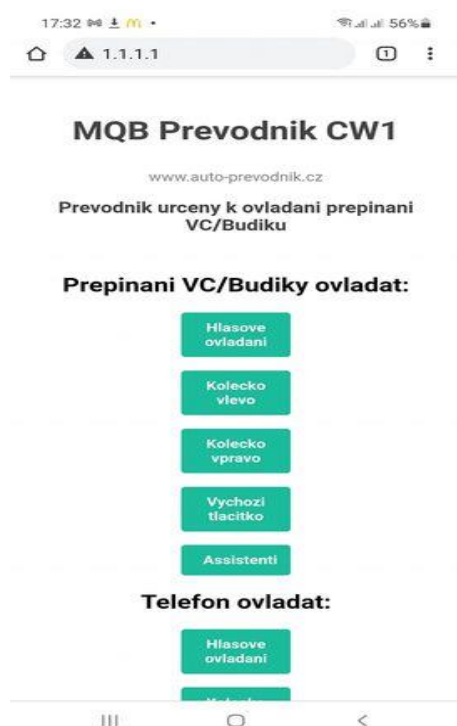 17:32
56%
1.1.1.1
1
MQB Prevodnik CW1
www.auto-prevodnik.cz
Prevodnik urceny k ovladani prepinani
VC/Budiku
Prepinani VC/Budiky ovladat:
Hlasove
ovladani
Kolecko
vlevo
Kolecko
vpravo
Vychozi
tlacitko
Assistenti
Telefon ovladat:
Hlasove
ovladani